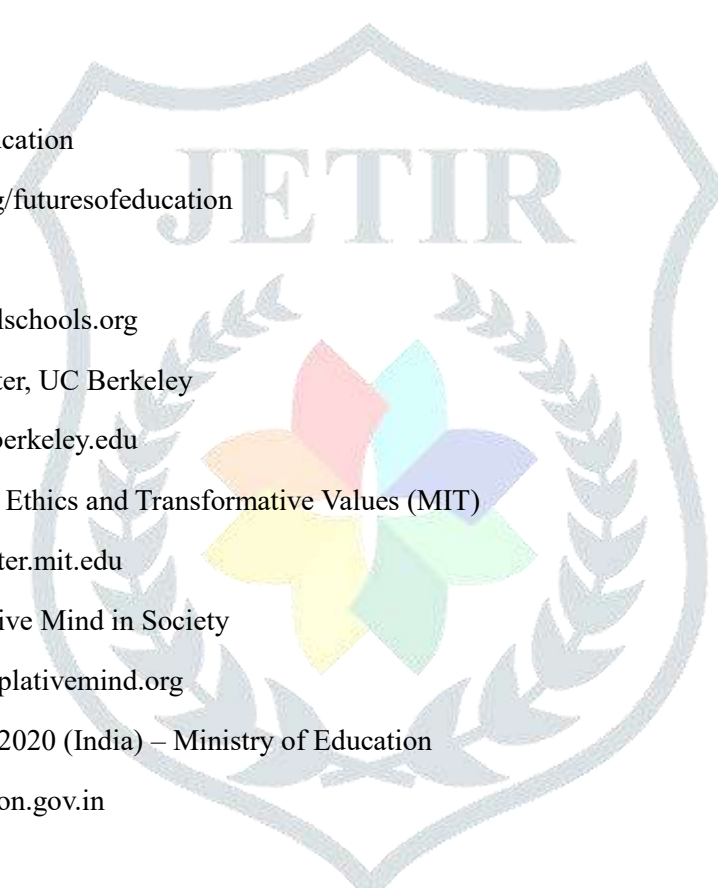 cation
g/futuresofeducation
JETIR
lschools.org
ter, UC Berkeley
berkeley.edu
Ethics and Transformative Values (MIT)
ter.mit.edu
ive Mind in Society
plativemind.org
2020 (India) – Ministry of Education
on.gov.in